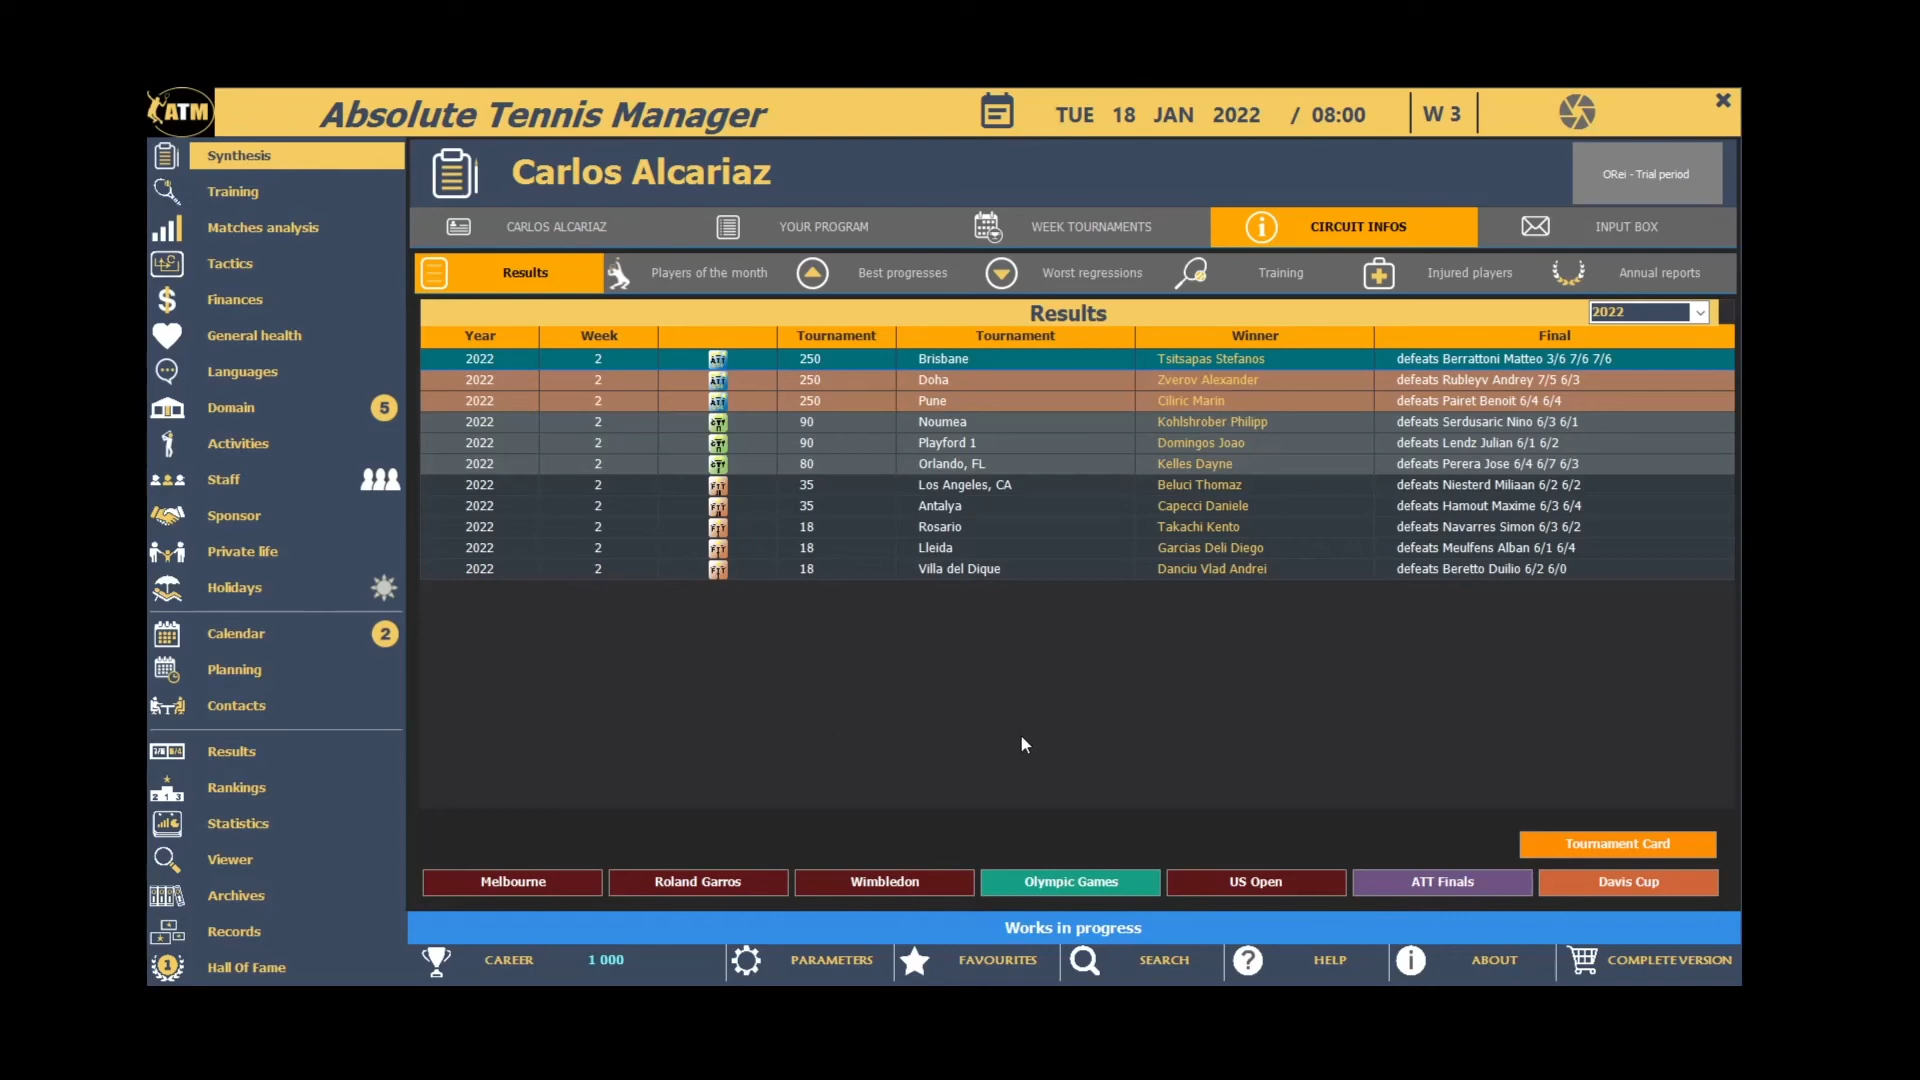 ATM
Absolute Tennis Manager
TUE 18 JAN 2022 / 08:00
W 3
Synthesis
Training
Matches analysis
Tactics
Finances
General health
Languages
Domain 5
Activities
Staff
Sponsor
Private life
Holidays
Calendar 2
Planning
Contacts
Results
Rankings
Statistics
Viewer
Archives
Records
Hall Of Fame
Carlos Alcariaz
ORei - Trial period
CARLOS ALCARIAZ YOUR PROGRAM WEEK TOURNAMENTS CIRCUIT INFOS INPUT BOX
Results Players of the month Best progresses Worst regressions Training Injured players Annual reports
Results 2022
Year Week Tournament Tournament Winner Final
2022 2 ATT 250 Brisbane Tsitsapas Stefanos defeats Berrattoni Matteo 3/6 7/6 7/6
2022 2 ATT 250 Doha Zverov Alexander defeats Rubleyv Andrey 7/5 6/3
2022 2 ATT 250 Pune Ciliric Marin defeats Pairet Benoit 6/4 6/4
2022 2 90 Noumea Kohlshrober Philipp defeats Serdusaric Nino 6/3 6/1
2022 2 90 Playford 1 Domingos Joao defeats Lendz Julian 6/1 6/2
2022 2 80 Orlando, FL Kelles Dayne defeats Perera Jose 6/4 6/7 6/3
2022 2 35 Los Angeles, CA Beluci Thomaz defeats Niesterd Miliaan 6/2 6/2
2022 2 35 Antalya Capecci Daniele defeats Hamout Maxime 6/3 6/4
2022 2 18 Rosario Takachi Kento defeats Navarres Simon 6/3 6/2
2022 2 18 Lleida Garcias Deli Diego defeats Meulfens Alban 6/1 6/4
2022 2 18 Villa del Dique Danciu Vlad Andrei defeats Beretto Duilio 6/2 6/0
Tournament Card
Melbourne Roland Garros Wimbledon Olympic Games US Open ATT Finals Davis Cup
Works in progress
CAREER 1 000 PARAMETERS FAVOURITES SEARCH HELP ABOUT COMPLETE VERSION